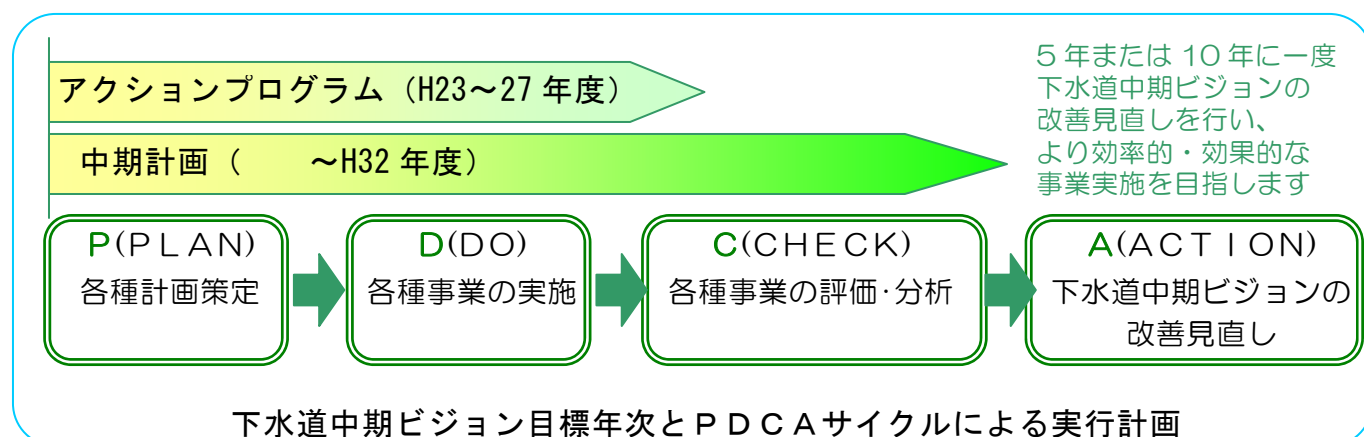 アクションプログラム（H23～27 年度）
中期計画（　　～H32 年度）
5 年または 10 年に一度
下水道中期ビジョンの
改善見直しを行い、
より効率的・効果的な
事業実施を目指します
P(PLAN)
各種計画策定
D(DO)
各種事業の実施
C(CHECK)
各種事業の評価･分析
A(ACTION)
下水道中期ビジョンの
改善見直し
下水道中期ビジョン目標年次とＰＤＣＡサイクルによる実行計画